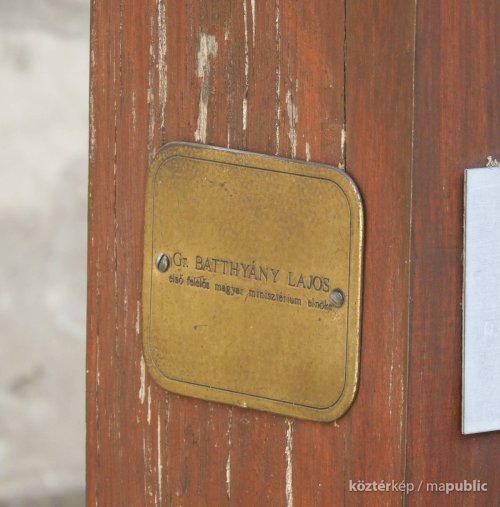 Gr. BATTHYÁNY LAJOS
első felelős magyar minisztérium elnöke
köztérkép / mapublic